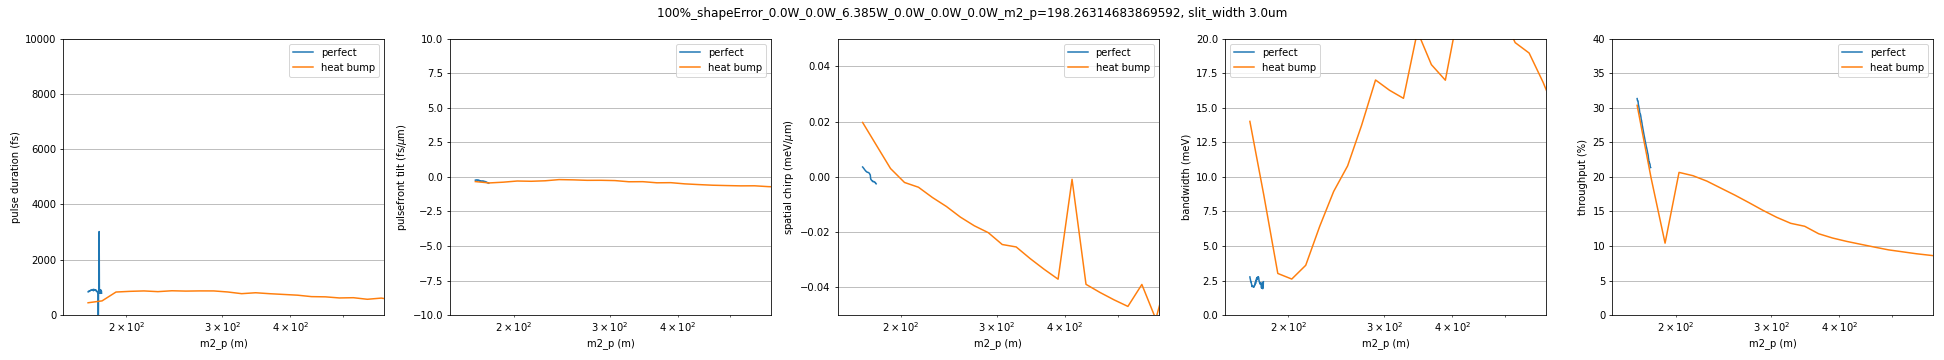 100%_shapeError_0.0W_0.0W_6.385W_0.0W_0.0W_0.0W_m2_p=198.26314683869592, slit_width 3.0um
pulse duration (fs)
10000
8000
6000
4000
2000
0
perfect
heat bump
2 × 10²
3 × 10²
4 × 10²
m2_p (m)
pulsefront tilt (fs/μm)
10.0
7.5
5.0
2.5
0.0
−2.5
−5.0
−7.5
−10.0
perfect
heat bump
2 × 10²
3 × 10²
4 × 10²
m2_p (m)
spatial chirp (meV/μm)
0.04
0.02
0.00
−0.02
−0.04
perfect
heat bump
2 × 10²
3 × 10²
4 × 10²
m2_p (m)
bandwidth (meV)
20.0
17.5
15.0
12.5
10.0
7.5
5.0
2.5
0.0
perfect
heat bump
2 × 10²
3 × 10²
4 × 10²
m2_p (m)
throughput (%)
40
35
30
25
20
15
10
5
0
perfect
heat bump
2 × 10²
3 × 10²
4 × 10²
m2_p (m)